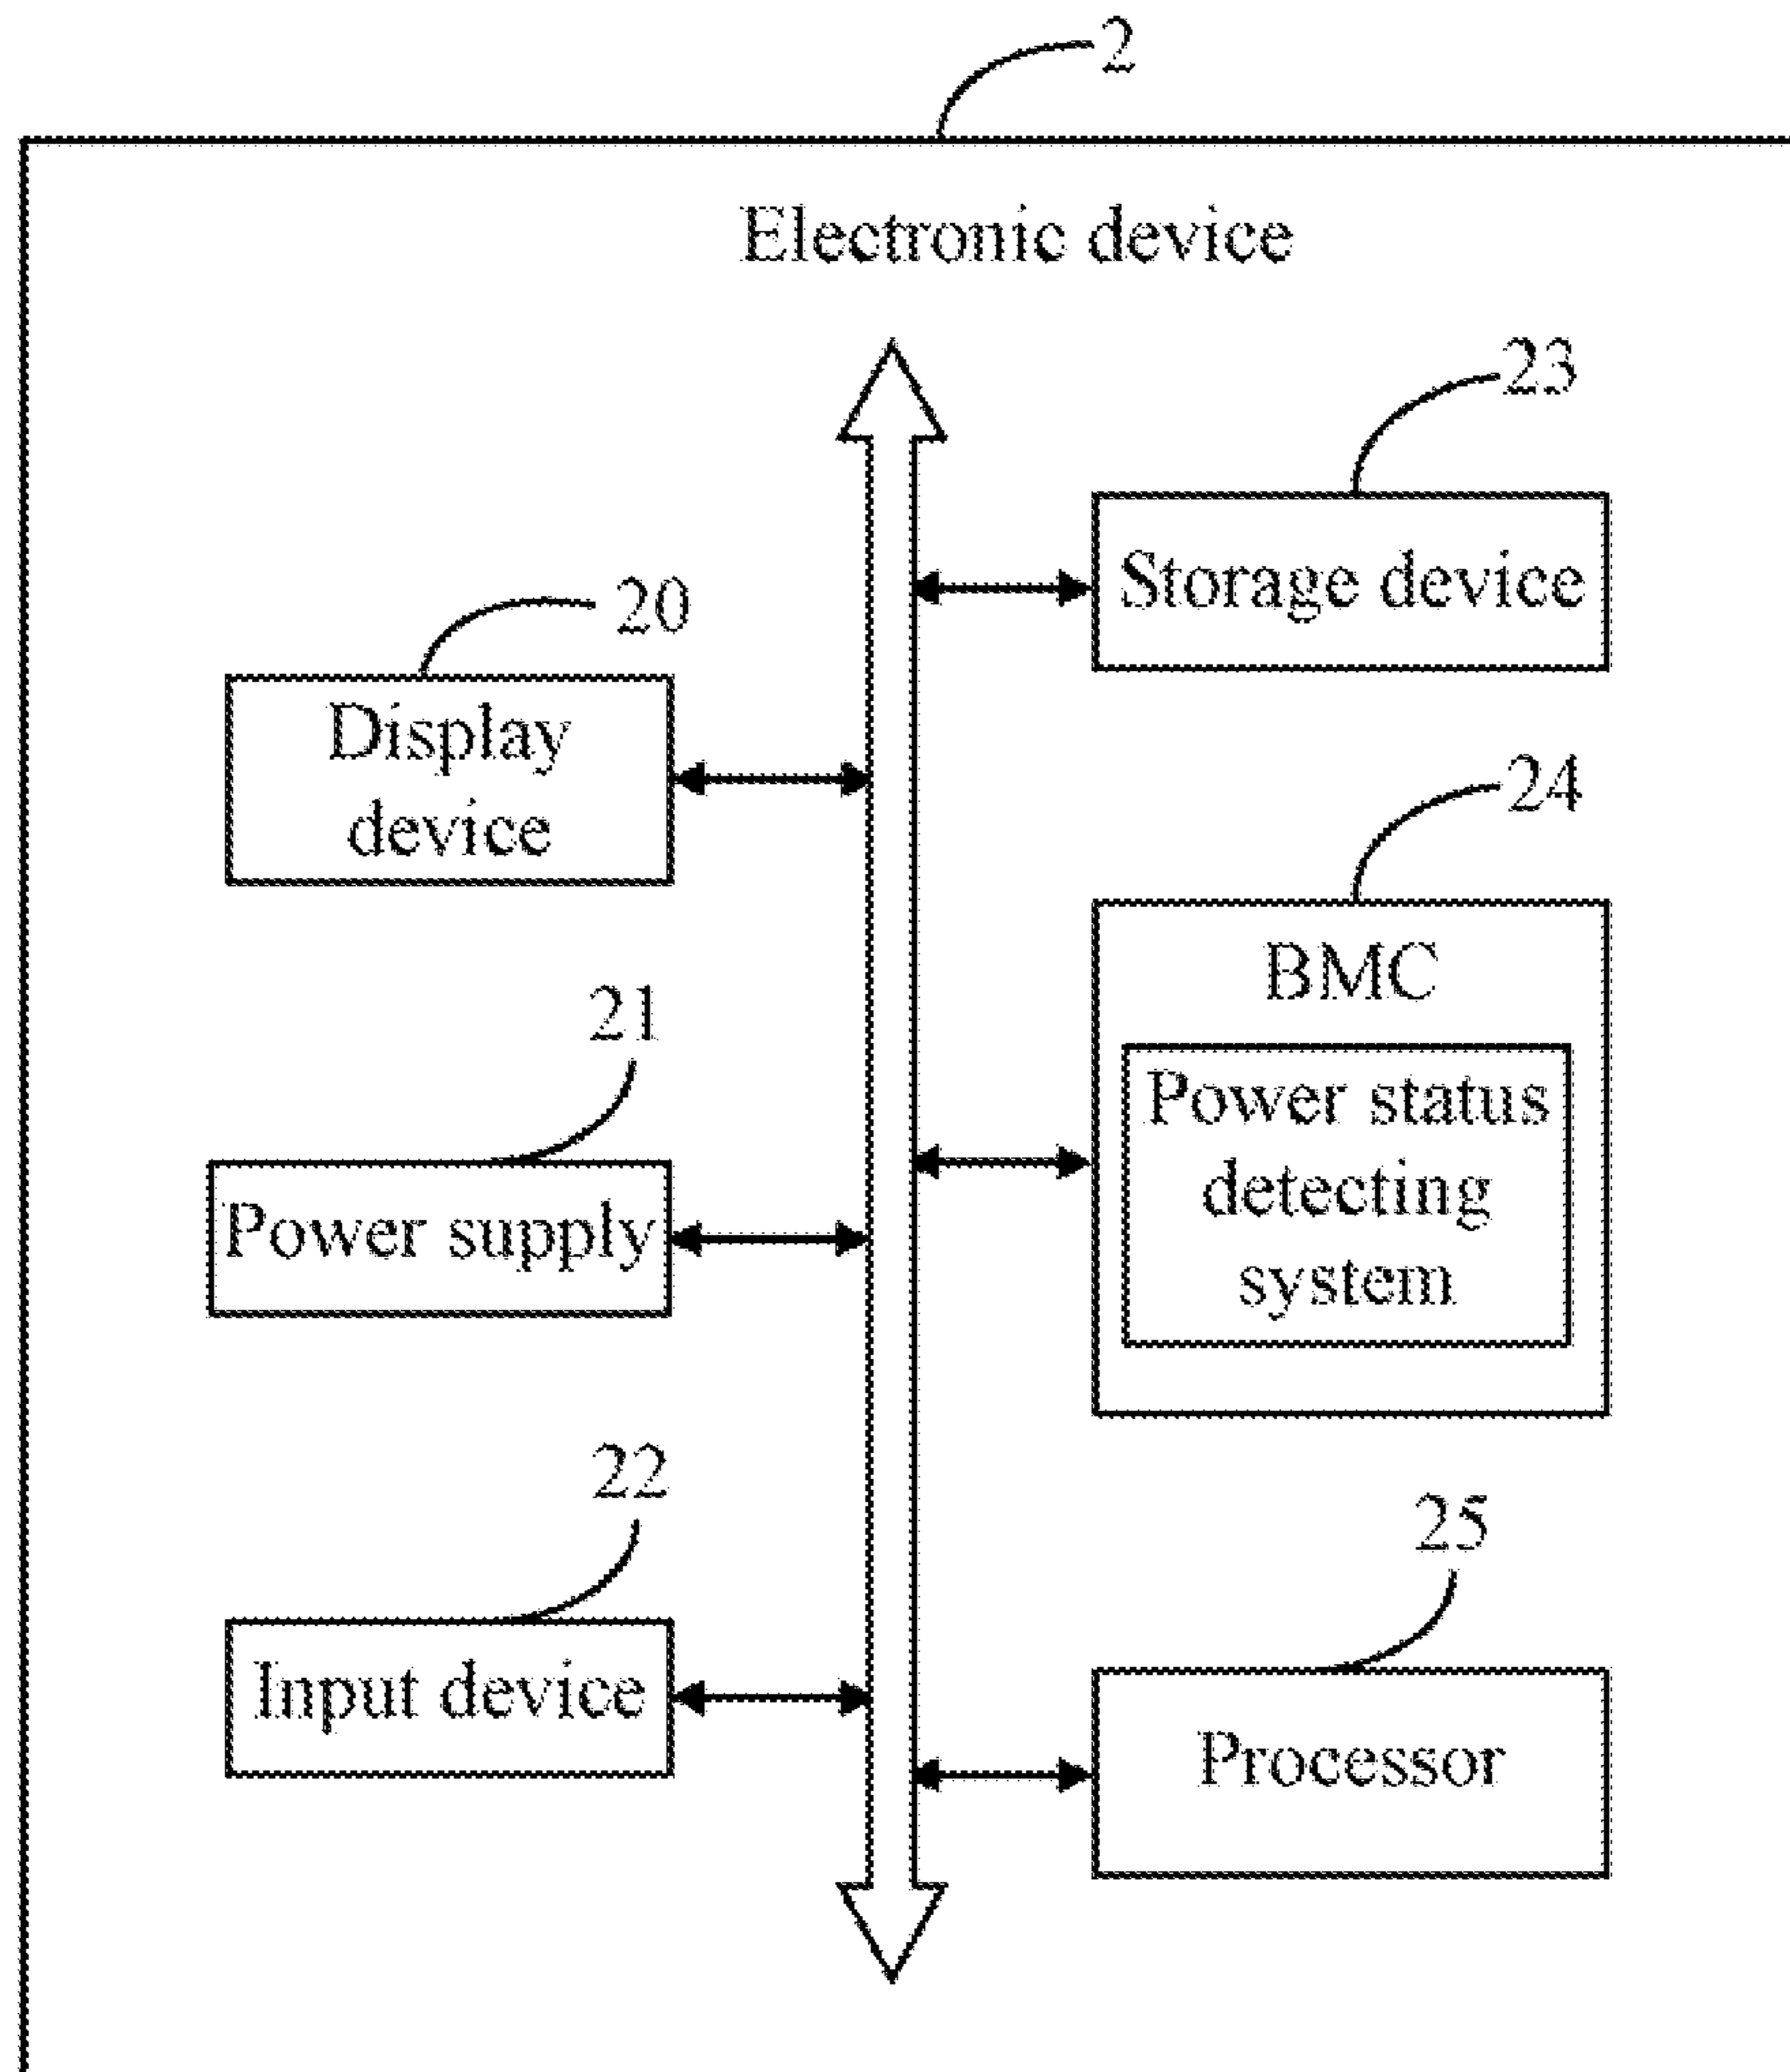 2
Electronic device
23
Storage device
20
Display
device
24
BMC
Power status
detecting
system
21
Power supply
22
Input device
25
Processor